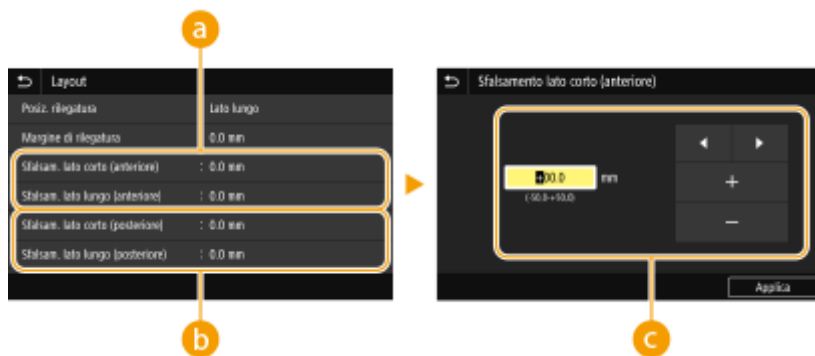 a
Layout
Posiz. rilegatura : Lato lungo
Margine di rilegatura : 0.0 mm
Sfalsam. lato corto (anteriore) : 0.0 mm
Sfalsam. lato lungo (anteriore) : 0.0 mm
Sfalsam. lato corto (posteriore) : 0.0 mm
Sfalsam. lato lungo (posteriore) : 0.0 mm
b
Sfalsamento lato corto (anteriore)
+00.0 mm
(-50.0~+50.0)
+
−
Applica
c